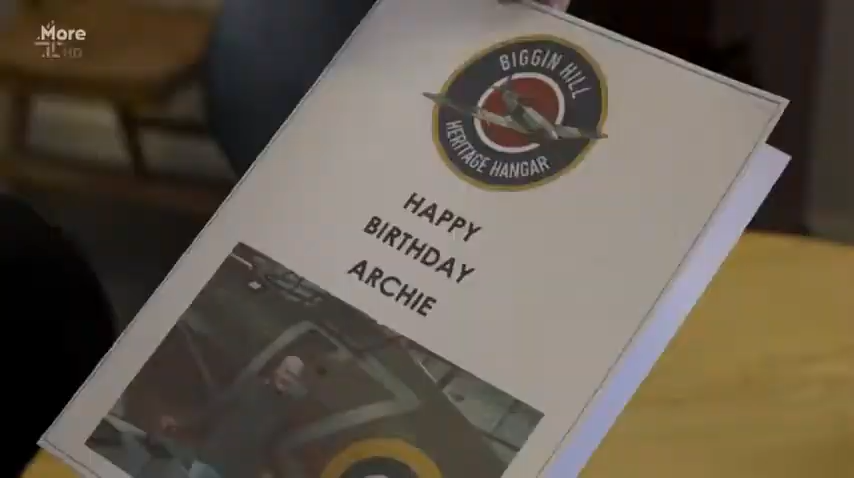 More
4 HD
BIGGIN HILL
HERITAGE HANGAR
HAPPY
BIRTHDAY
ARCHIE